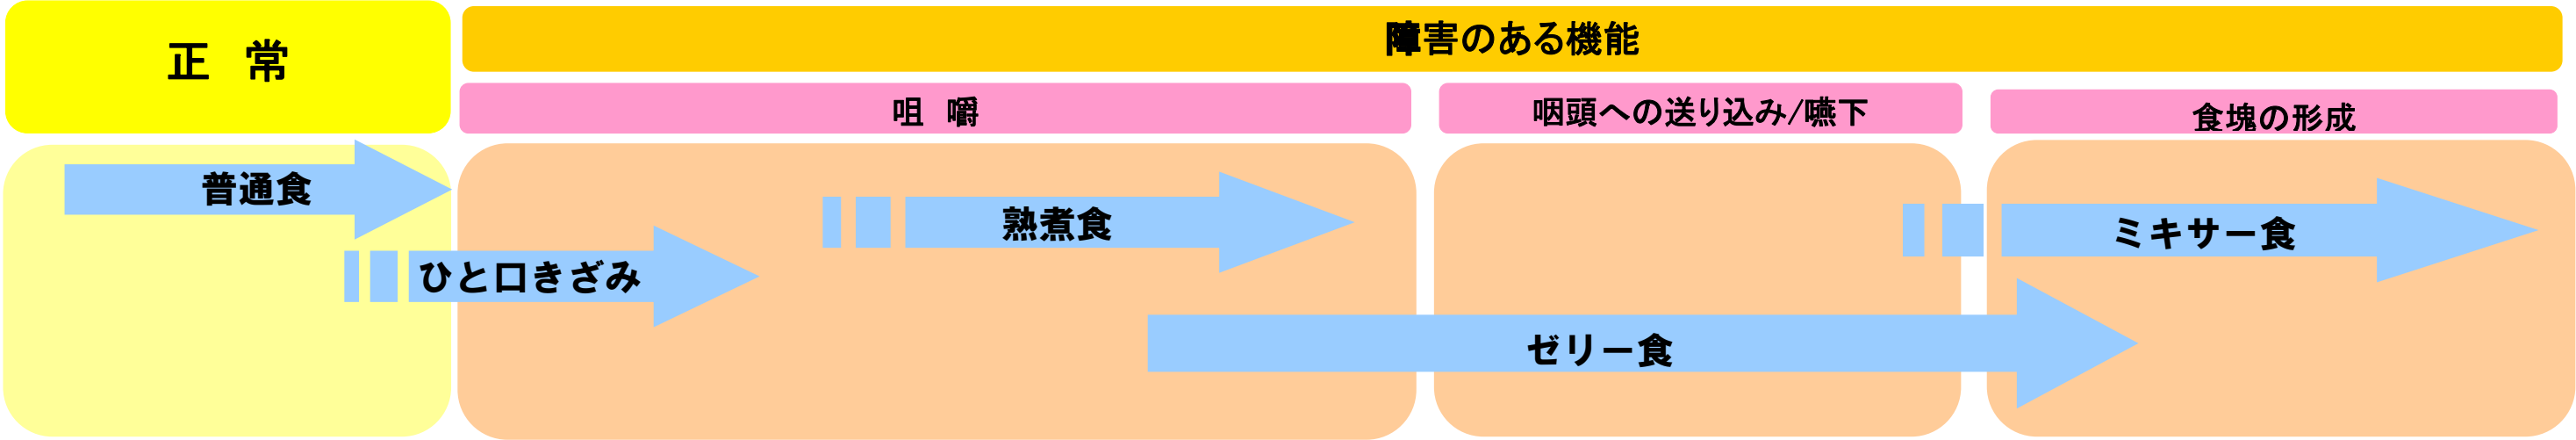 正　常
障害のある機能
咀　嚼
咽頭への送り込み/嚥下
食塊の形成
普通食
ひと口きざみ
熟煮食
ゼリー食
ミキサー食